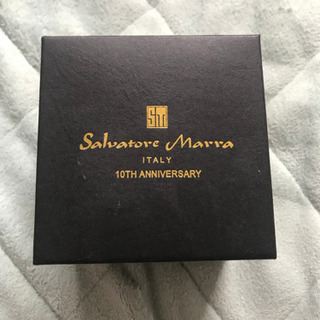 SM
Salvatore Marra
ITALY
10TH ANNIVERSARY